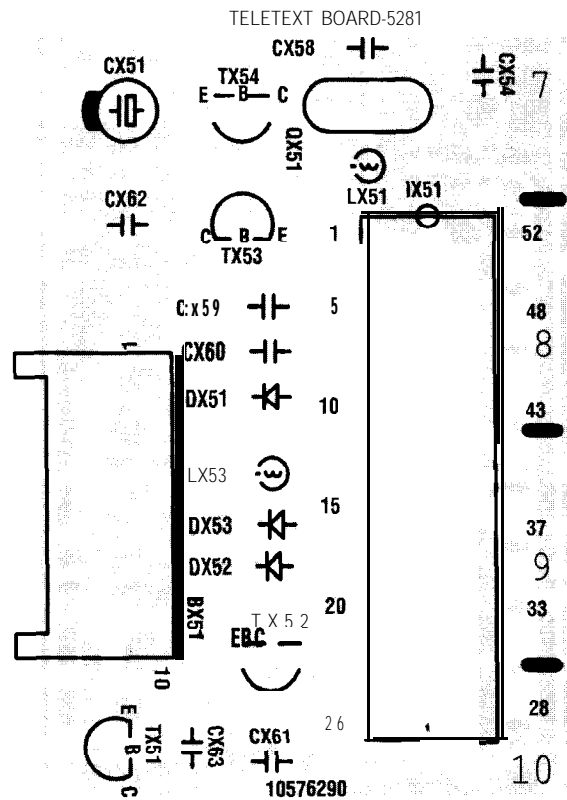 TELETEXT BOARD-5281
CX58
CX51
TX54
CX54
7
E B C
QX51
LX51
IX51
CX62
C B E
TX53
1
52
C:x59
5
48
CX60
8
1
DX51
10
43
LX53
15
DX53
37
DX52
9
BX51
TX52
20
33
EBC
10
28
E
B
C
TX51
CX63
CX61
26
10
10576290